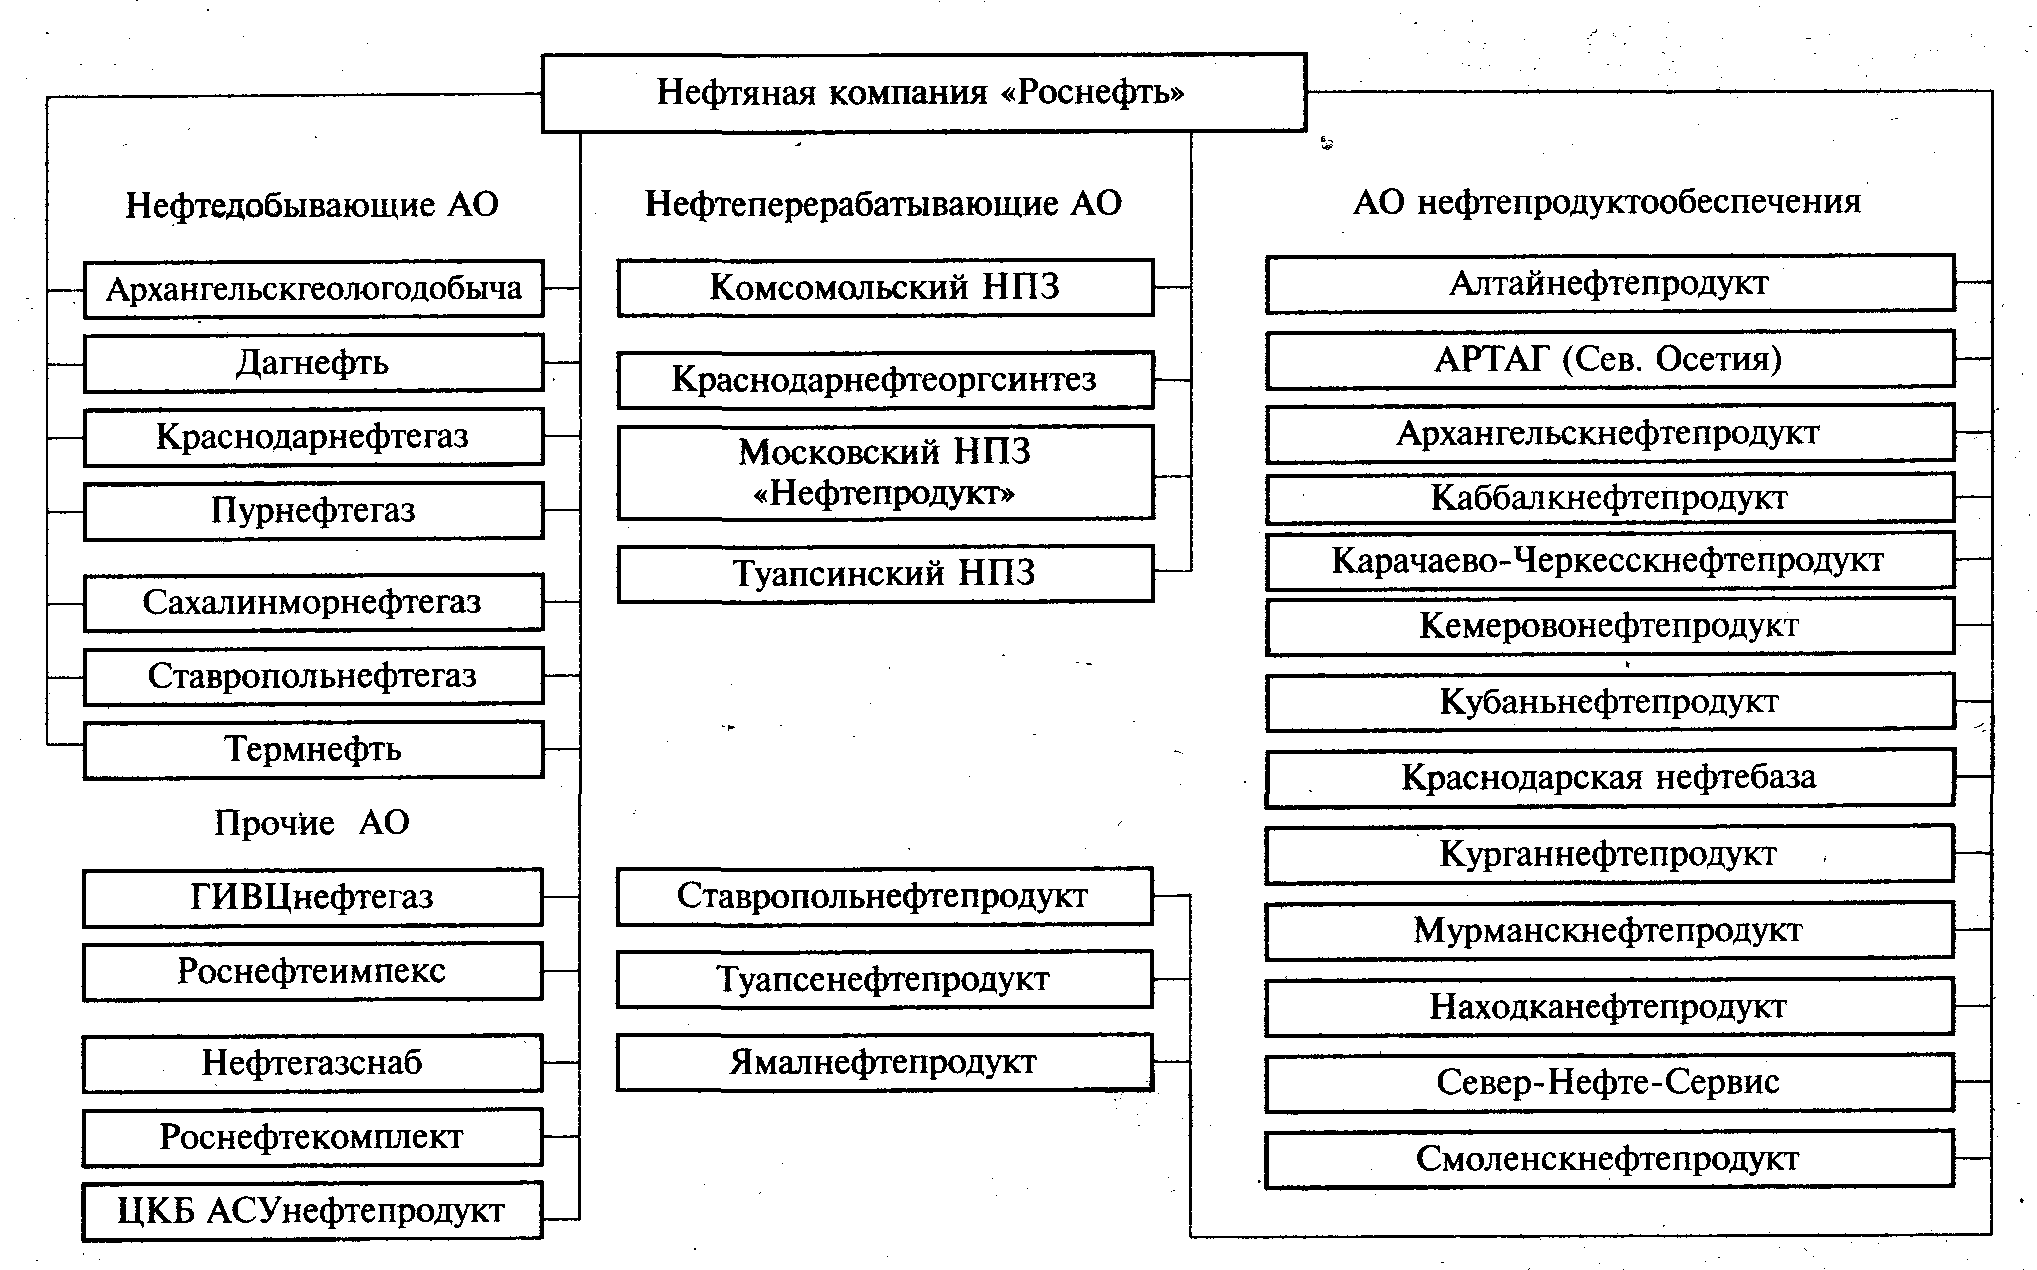 Нефтяная компания «Роснефть»
Нефтедобывающие АО
Архангельскгеологодобыча
Дагнефть
Краснодарнефтегаз
Пурнефтегаз
Сахалинморнефтегаз
Ставропольнефтегаз
Термнефть
Прочие АО
ГИВЦнефтегаз
Роснефтеимпекс
Нефтегазснаб
Роснефтекомплект
ЦКБ АСУнефтепродукт
Нефтеперерабатывающие АО
Комсомольский НПЗ
Краснодарнефтеоргсинтез
Московский НПЗ
«Нефтепродукт»
Туапсинский НПЗ
Ставропольнефтепродукт
Туапсенефтепродукт
Ямалнефтепродукт
АО нефтепродуктообеспечения
Алтайнефтепродукт
АРТАГ (Сев. Осетия)
Архангельскнефтепродукт
Каббалкнефтепродукт
Карачаево-Черкесскнефтепродукт
Кемеровонефтепродукт
Кубаньнефтепродукт
Краснодарская нефтебаза
Курганнефтепродукт
Мурманскнефтепродукт
Находканефтепродукт
Север-Нефте-Сервис
Смоленскнефтепродукт